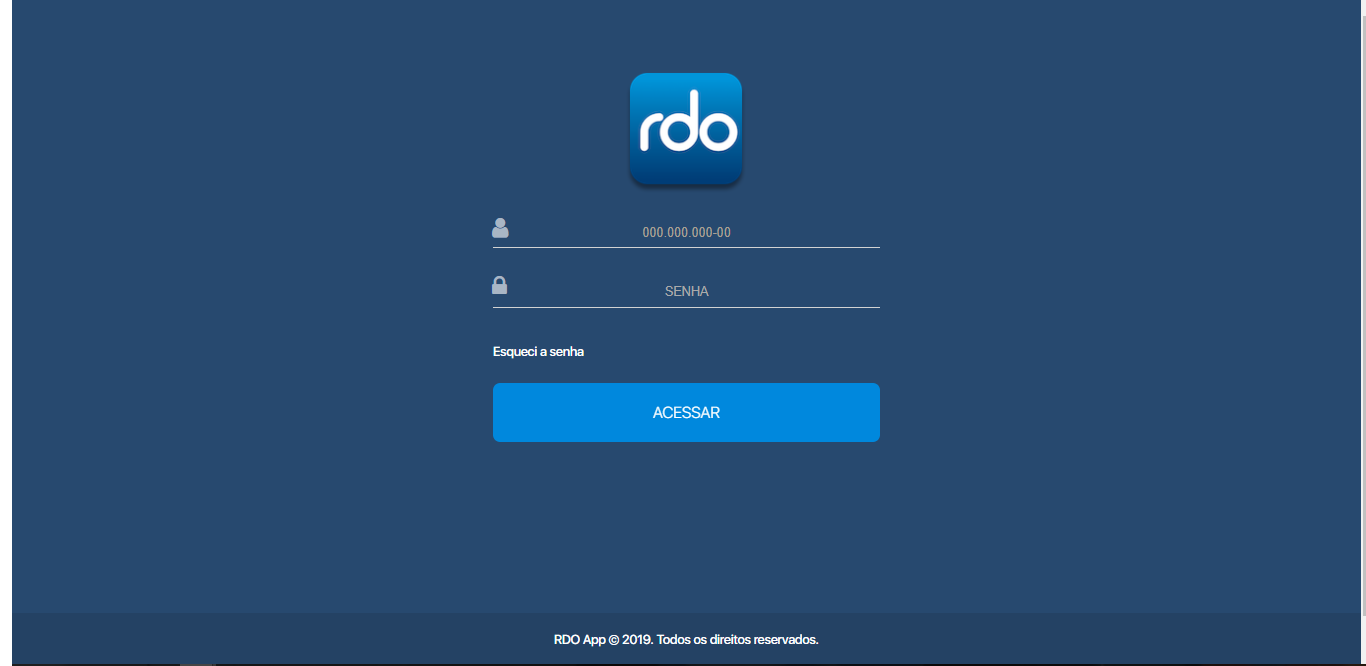 rdo
000.000.000-00
SENHA
Esqueci a senha
ACESSAR
RDO App © 2019. Todos os direitos reservados.